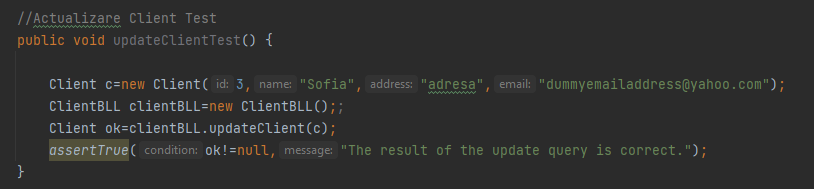 //Actualizare Client Test
public void updateClientTest() {
Client c=new Client( id: 3, name: "Sofia", address: "adresa", email: "dummyemailaddress@yahoo.com");
ClientBLL clientBLL=new ClientBLL();;
Client ok=clientBLL.updateClient(c);
assertTrue( condition: ok!=null, message: "The result of the update query is correct.");
}